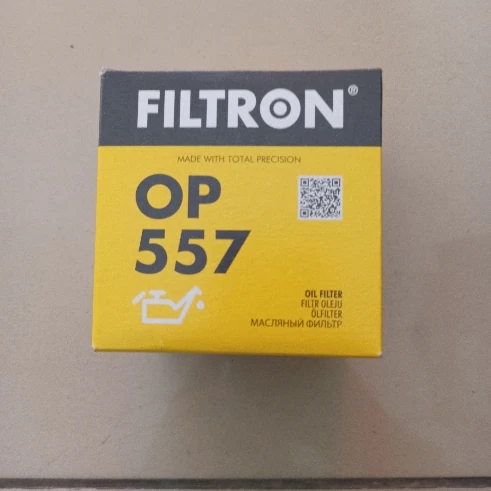 FILTRON®
MADE WITH TOTAL PRECISION
OP
557
OIL FILTER
FILTR OLEJU
ÖLFILTER
МАСЛЯНЫЙ ФИЛЬТР